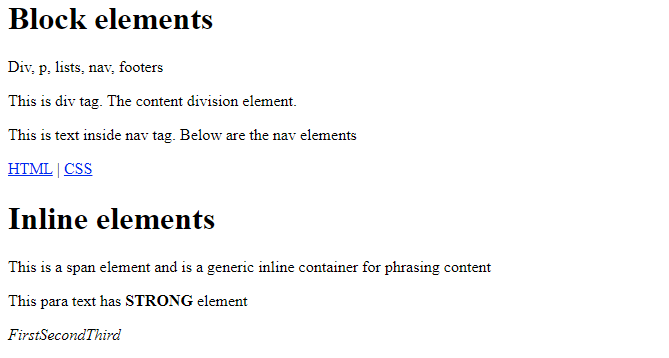 Block elements
Div, p, lists, nav, footers
This is div tag. The content division element.
This is text inside nav tag. Below are the nav elements
HTML | CSS
Inline elements
This is a span element and is a generic inline container for phrasing content
This para text has STRONG element
FirstSecondThird